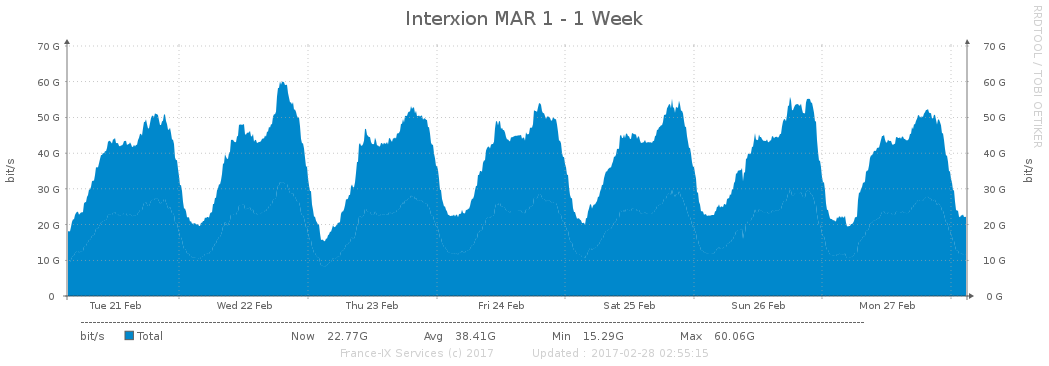 Interxion MAR 1 - 1 Week
RRDTOOL / TOBI OETIKER
70 G 70 G
60 G 60 G
50 G 50 G
40 G 40 G
30 G 30 G
20 G 20 G
10 G 10 G
0 0 G
bit/s bit/s
Tue 21 Feb Wed 22 Feb Thu 23 Feb Fri 24 Feb Sat 25 Feb Sun 26 Feb Mon 27 Feb
bit/s Total Now 22.77G Avg 38.41G Min 15.29G Max 60.06G
France-IX Services (c) 2017 Updated : 2017-02-28 02:55:15